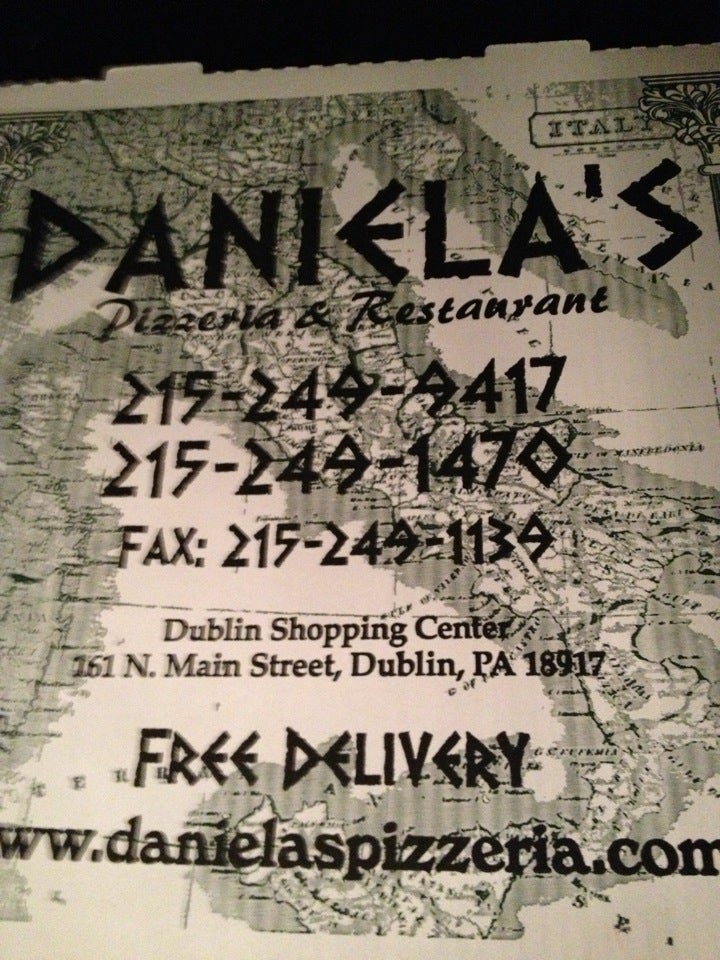 ITALY
DANIELA'S
Pizzeria & Restaurant
215-249-9417
215-249-1470
FAX: 215-249-1139
Dublin Shopping Center
161 N. Main Street, Dublin, PA 18917
FREE DELIVERY
www.danielaspizzeria.com